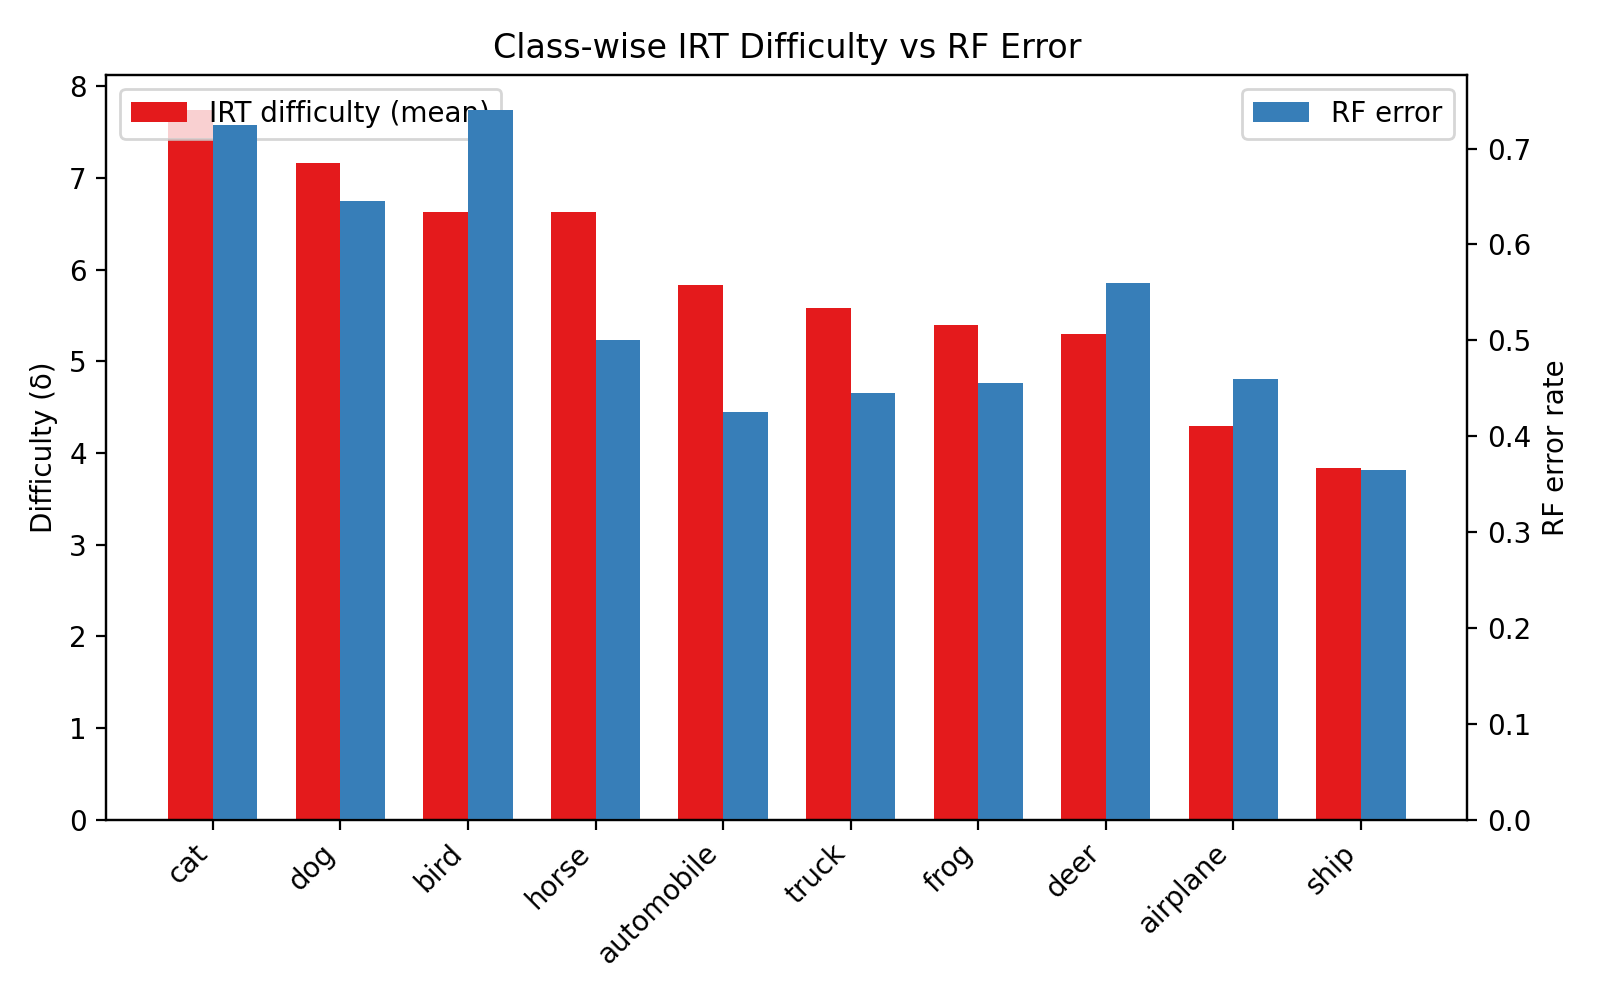 Class-wise IRT Difficulty vs RF Error
IRT difficulty (mean)
RF error
8
7
6
5
4
3
2
1
0
Difficulty (δ)
0.7
0.6
0.5
0.4
0.3
0.2
0.1
0.0
RF error rate
cat
dog
bird
horse
automobile
truck
frog
deer
airplane
ship